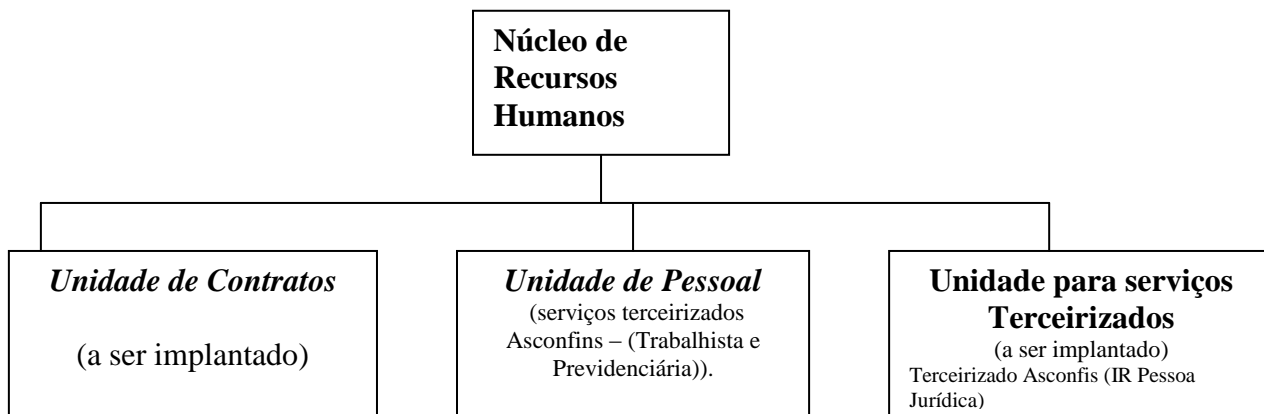 Núcleo de
Recursos
Humanos
Unidade de Contratos
(a ser implantado)
Unidade de Pessoal
(serviços terceirizados
Asconfins – (Trabalhista e
Previdenciária)).
Unidade para serviços
Terceirizados
(a ser implantado)
Terceirizado Asconfis (IR Pessoa
Jurídica)